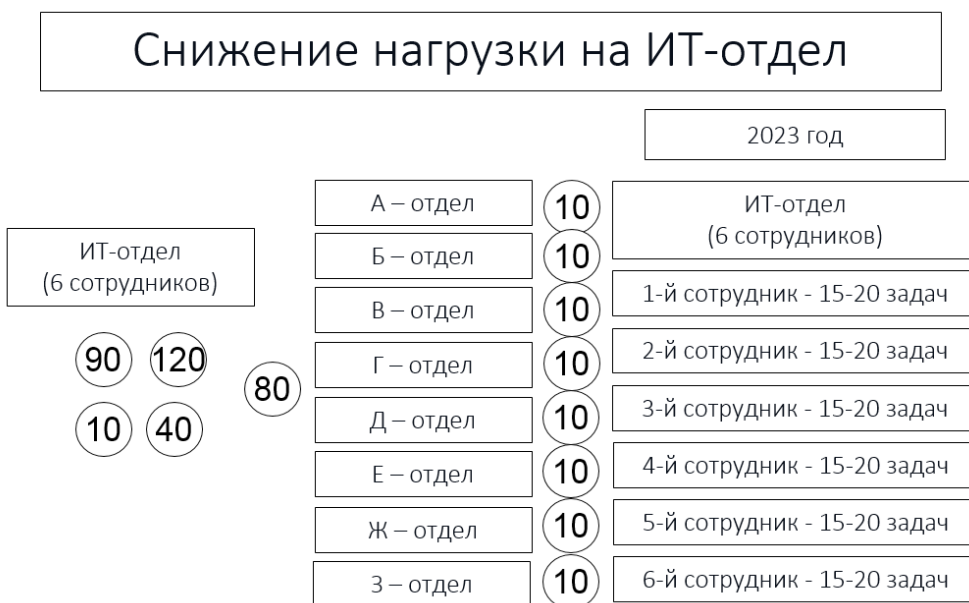 Снижение нагрузки на ИТ-отдел
2023 год
ИТ-отдел
(6 сотрудников)
90
120
10
40
80
А – отдел
10
Б – отдел
10
В – отдел
10
Г – отдел
10
Д – отдел
10
Е – отдел
10
Ж – отдел
10
З – отдел
10
ИТ-отдел
(6 сотрудников)
1-й сотрудник - 15-20 задач
2-й сотрудник - 15-20 задач
3-й сотрудник - 15-20 задач
4-й сотрудник - 15-20 задач
5-й сотрудник - 15-20 задач
6-й сотрудник - 15-20 задач